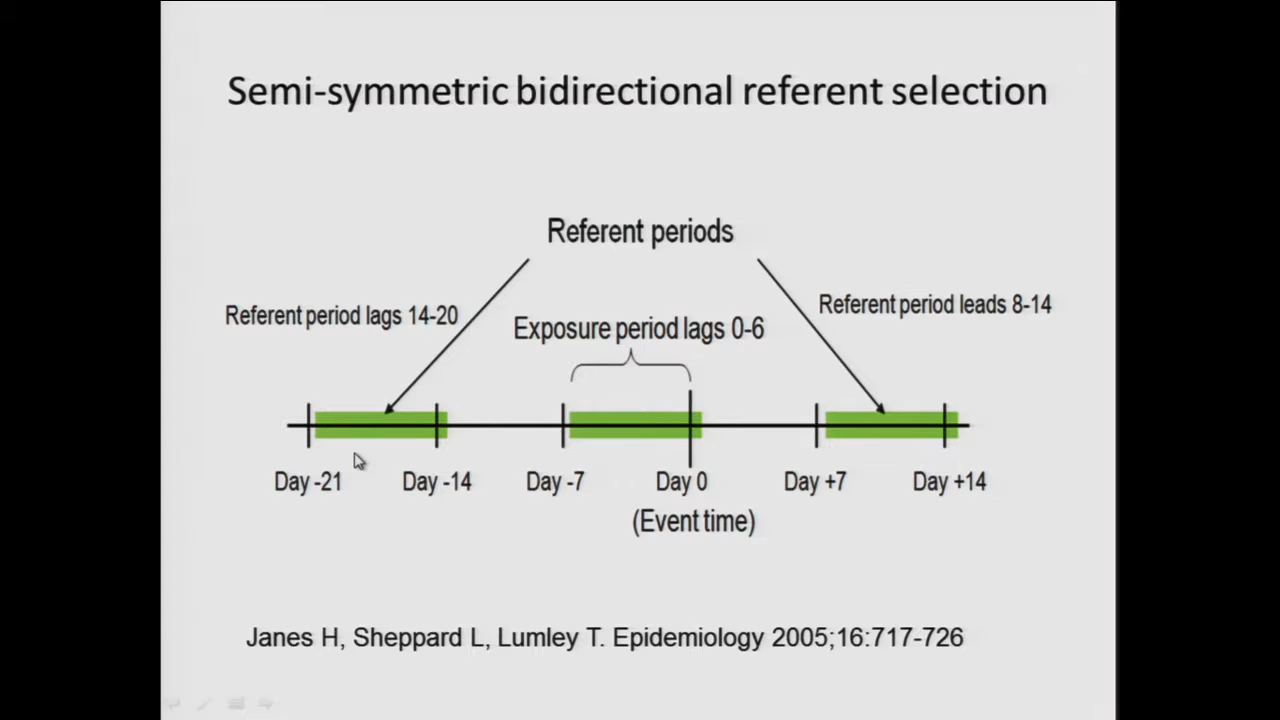 Semi-symmetric bidirectional referent selection
Referent periods
Referent period lags 14-20
Exposure period lags 0-6
Referent period leads 8-14
Day -21
Day -14
Day -7
Day 0
Day +7
Day +14
(Event time)
Janes H, Sheppard L, Lumley T. Epidemiology 2005;16:717-726